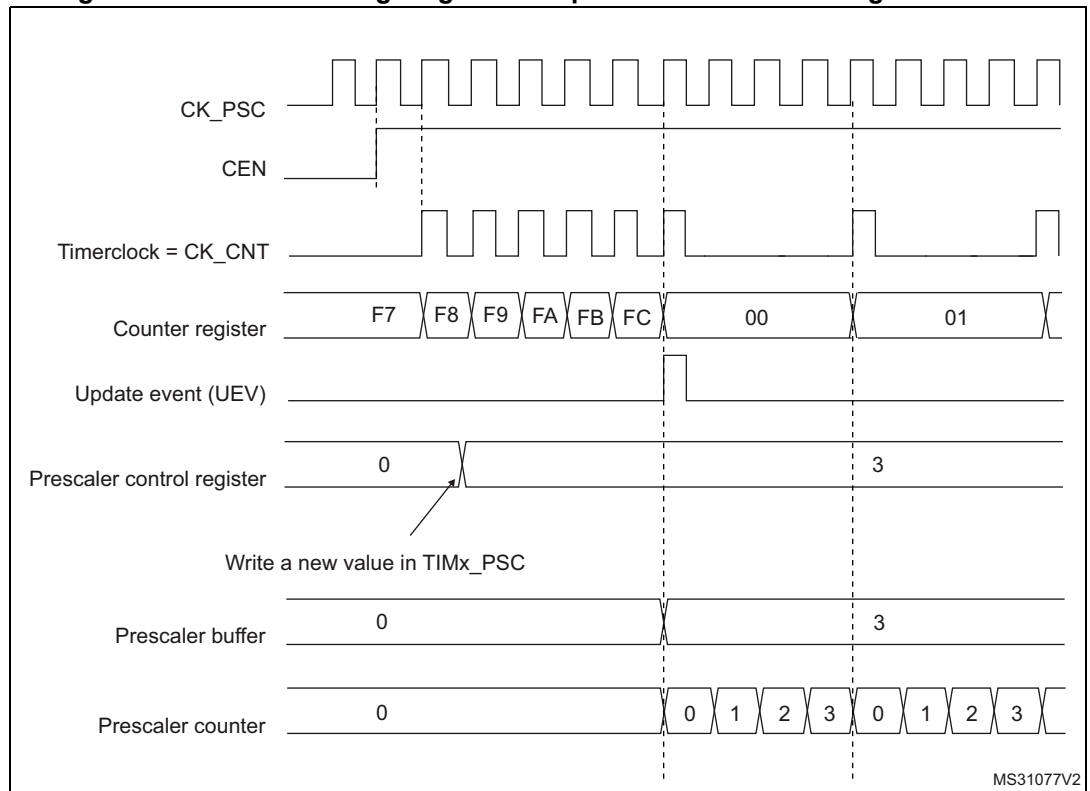 CK_PSC
CEN
Timerclock = CK_CNT
Counter register
F7 F8 F9 FA FB FC 00 01
Update event (UEV)
Prescaler control register
0 3
Write a new value in TIMx_PSC
Prescaler buffer
0 3
Prescaler counter
0 0 1 2 3 0 1 2 3
MS31077V2